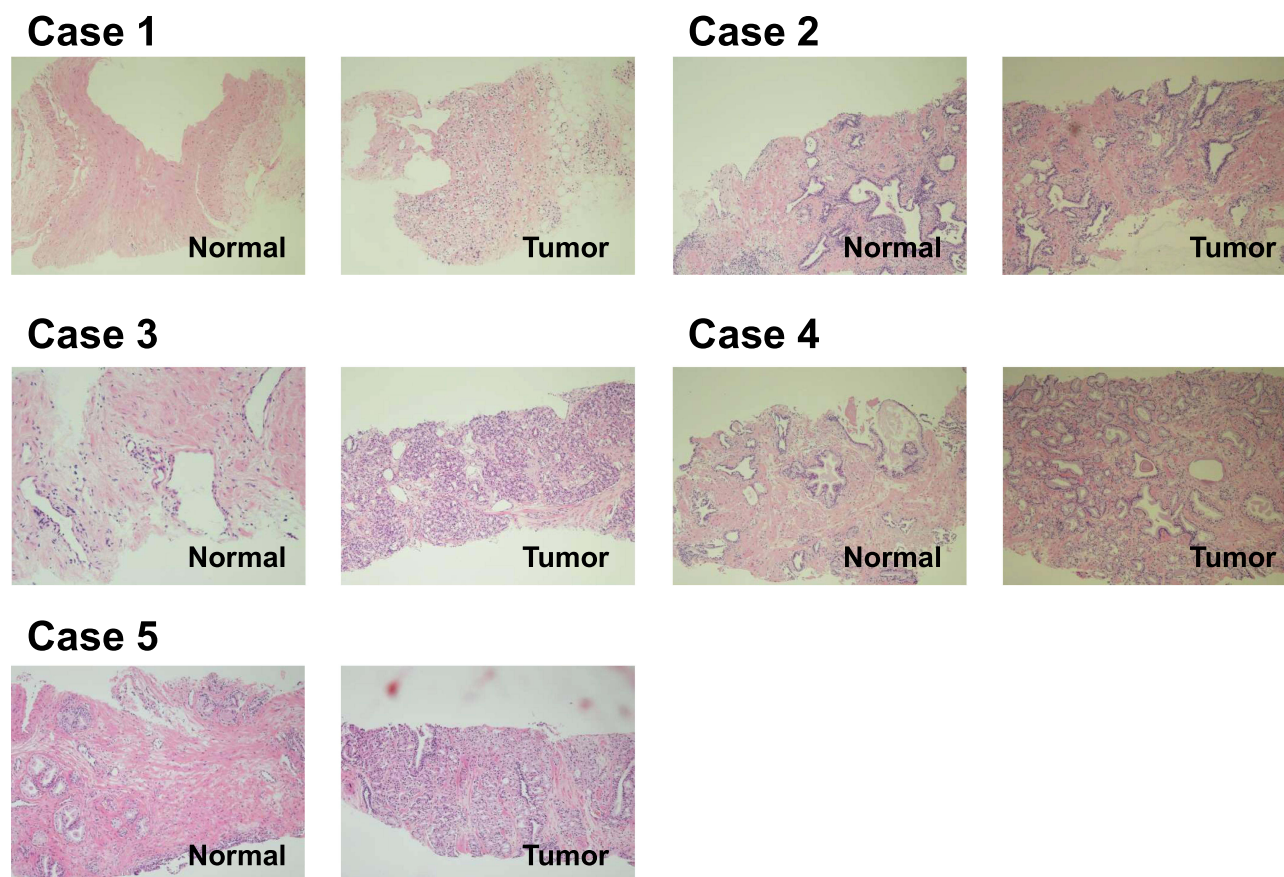 Case 1
Case 2
Normal
Tumor
Normal
Tumor
Case 3
Case 4
Normal
Tumor
Normal
Tumor
Case 5
Normal
Tumor